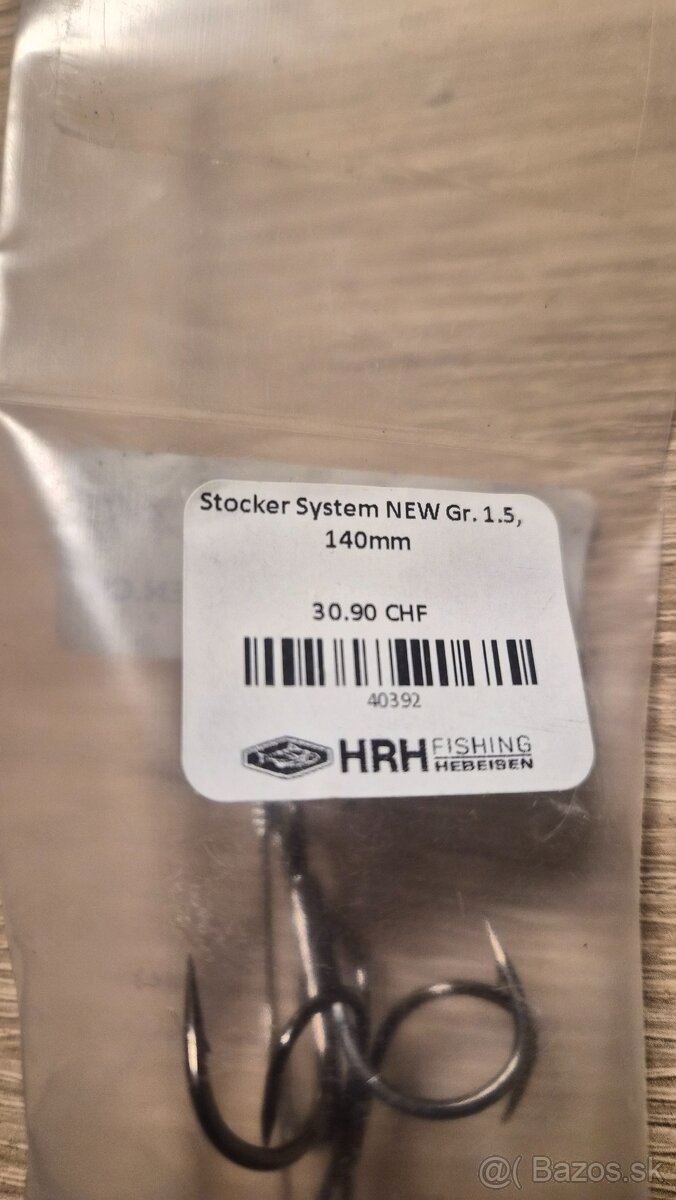 Stocker System NEW Gr. 1.5,
140mm
30.90 CHF
40392
HRH FISHING
HEBEISEN
@( Bazos.sk